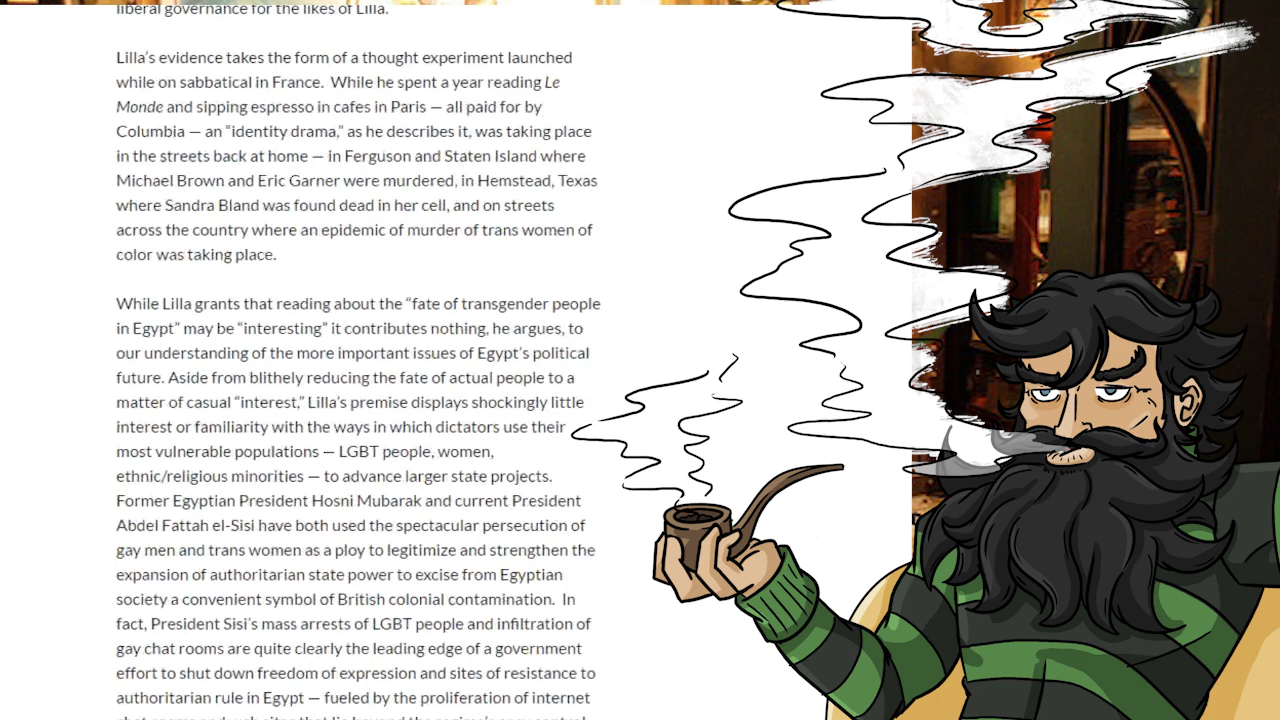 liberal governance for the likes of Lilla.
Lilla's evidence takes the form of a thought experiment launched
while on sabbatical in France.  While he spent a year reading Le
Monde and sipping espresso in cafes in Paris — all paid for by
Columbia — an “identity drama,” as he describes it, was taking place
in the streets back at home — in Ferguson and Staten Island where
Michael Brown and Eric Garner were murdered, in Hemstead, Texas
where Sandra Bland was found dead in her cell, and on streets
across the country where an epidemic of murder of trans women of
color was taking place.
While Lilla grants that reading about the “fate of transgender people
in Egypt” may be “interesting” it contributes nothing, he argues, to
our understanding of the more important issues of Egypt's political
future. Aside from blithely reducing the fate of actual people to a
matter of casual “interest,” Lilla's premise displays shockingly little
interest or familiarity with the ways in which dictators use their
most vulnerable populations — LGBT people, women,
ethnic/religious minorities — to advance larger state projects.
Former Egyptian President Hosni Mubarak and current President
Abdel Fattah el-Sisi have both used the spectacular persecution of
gay men and trans women as a ploy to legitimize and strengthen the
expansion of authoritarian state power to excise from Egyptian
society a convenient symbol of British colonial contamination.  In
fact, President Sisi's mass arrests of LGBT people and infiltration of
gay chat rooms are quite clearly the leading edge of a government
effort to shut down freedom of expression and sites of resistance to
authoritarian rule in Egypt — fueled by the proliferation of internet